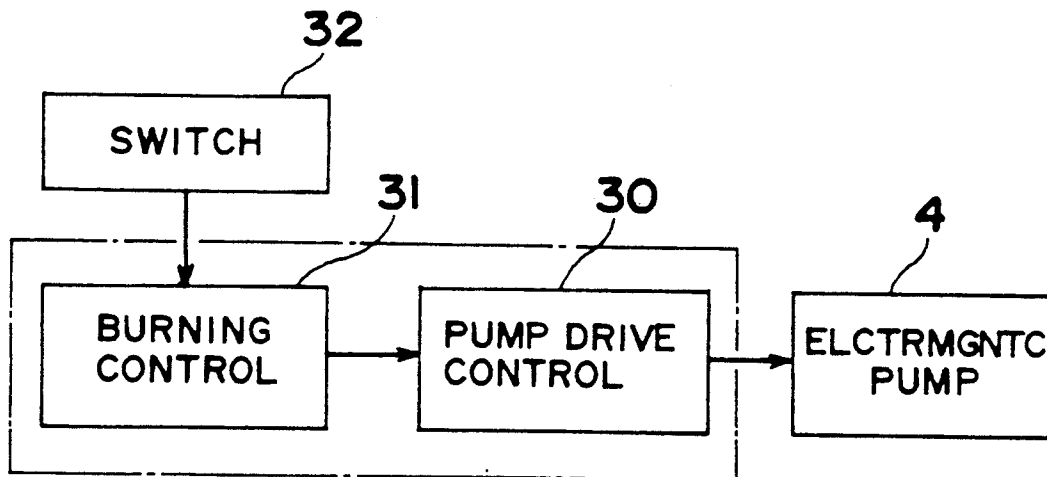 32
SWITCH
31
30
4
BURNING
CONTROL
PUMP DRIVE
CONTROL
ELCTRMGNTC
PUMP